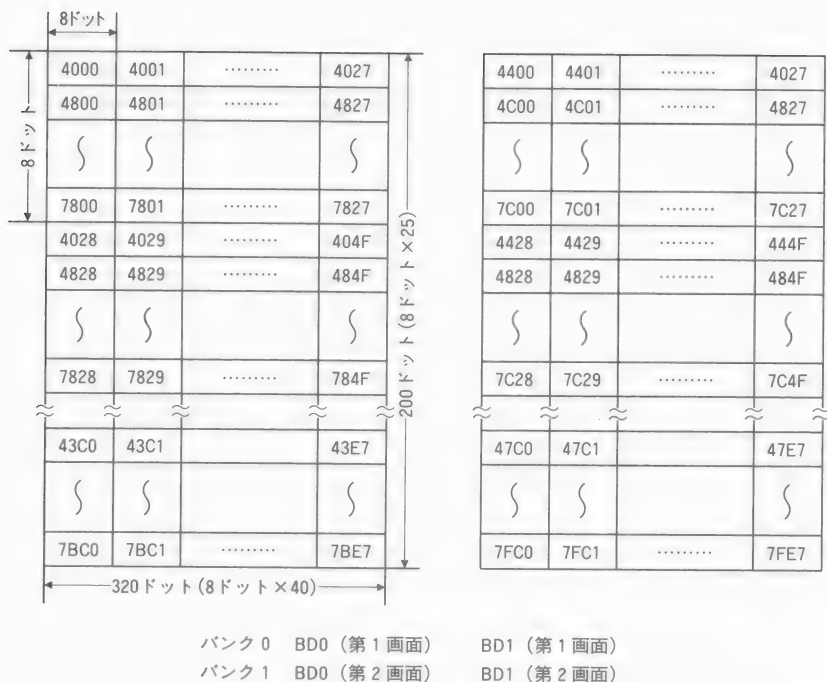 8ドット
4000 4001 ……… 4027
4800 4801 ……… 4827
7800 7801 ……… 7827
4028 4029 ……… 404F
4828 4829 ……… 484F
7828 7829 ……… 784F
43C0 43C1 43E7
7BC0 7BC1 ……… 7BE7
8ドット
200ドット(8ドット×25)
320ドット(8ドット×40)
4400 4401 ……… 4027
4C00 4C01 ……… 4827
7C00 7C01 ……… 7C27
4428 4429 ……… 444F
4828 4829 ……… 484F
7C28 7C29 ……… 7C4F
47C0 47C1 47E7
7FC0 7FC1 ……… 7FE7
バンク0 BD0(第1画面) BD1(第1画面)
バンク1 BD0(第2画面) BD1(第2画面)